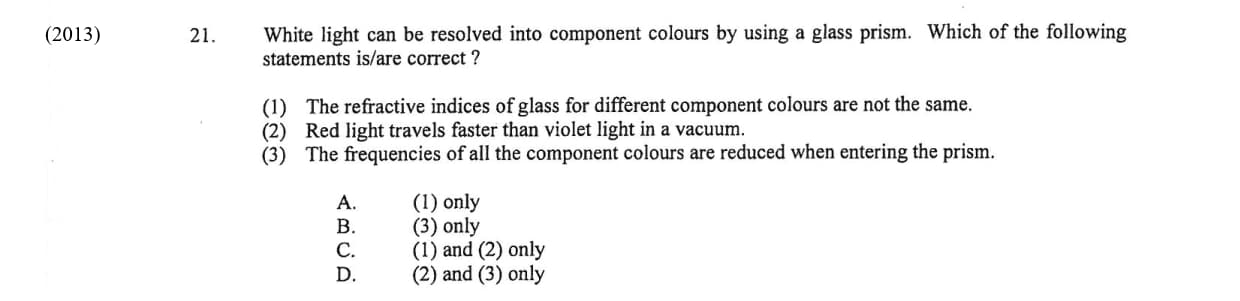 (2013) 21. White light can be resolved into component colours by using a glass prism. Which of the following
statements is/are correct ?
(1) The refractive indices of glass for different component colours are not the same.
(2) Red light travels faster than violet light in a vacuum.
(3) The frequencies of all the component colours are reduced when entering the prism.
A. (1) only
B. (3) only
C. (1) and (2) only
D. (2) and (3) only